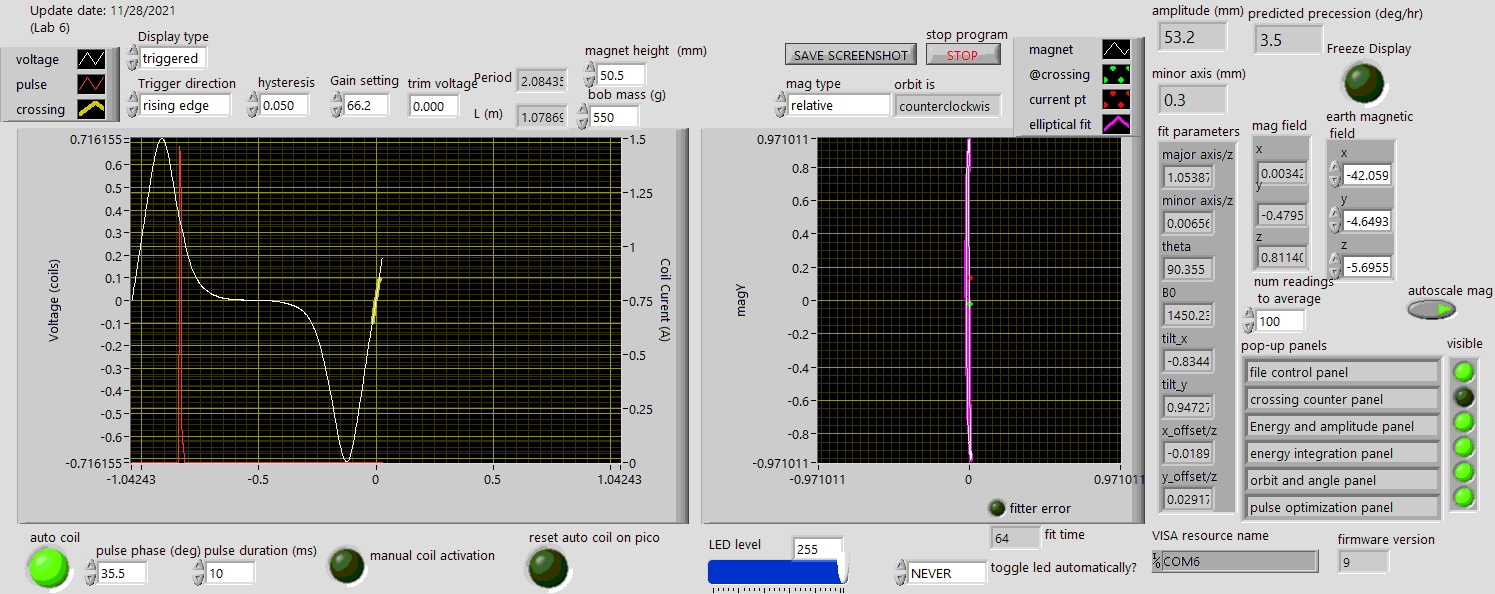 Update date: 11/28/2021
(Lab 6)
voltage
pulse
crossing
Display type
triggered
Trigger direction
rising edge
hysteresis
0.050
Gain setting
66.2
trim voltage
0.000
Period
2.0843
L (m)
1.0786
magnet height (mm)
50.5
bob mass (g)
550
SAVE SCREENSHOT
stop program
STOP
mag type
relative
orbit is
counterclockwis
magnet
@crossing
current pt
elliptical fit
amplitude (mm)
53.2
predicted precession (deg/hr)
3.5
minor axis (mm)
0.3
Freeze Display
fit parameters
major axis/z
1.0538
minor axis/z
0.0065
theta
90.355
B0
1450.2
tilt_x
-0.8344
tilt_y
0.9472
x_offset/z
-0.0189
y_offset/z
0.0291
mag field
x
0.0034
y
-0.4795
z
0.8114
earth magnetic
field
x
-42.059
y
-4.6493
z
-5.6955
num readings
to average
100
autoscale mag
pop-up panels
visible
file control panel
crossing counter panel
Energy and amplitude panel
energy integration panel
orbit and angle panel
pulse optimization panel
Voltage (coils)
0.716155
0.6
0.5
0.4
0.3
0.2
0.1
0
-0.1
-0.2
-0.3
-0.4
-0.5
-0.6
-0.716155
-1.04243
-0.5
0
0.5
1.04243
1.5
1.25
1
0.75
0.5
0.25
0
Coil Current (A)
magy
0.971011
0.8
0.6
0.4
0.2
0
-0.2
-0.4
-0.6
-0.8
-0.971011
-0.971011
0
0.971011
fitter error
auto coil
pulse phase (deg)
35.5
pulse duration (ms)
10
manual coil activation
reset auto coil on pico
LED level
255
64
fit time
NEVER
toggle led automatically?
VISA resource name
COM6
firmware version
9